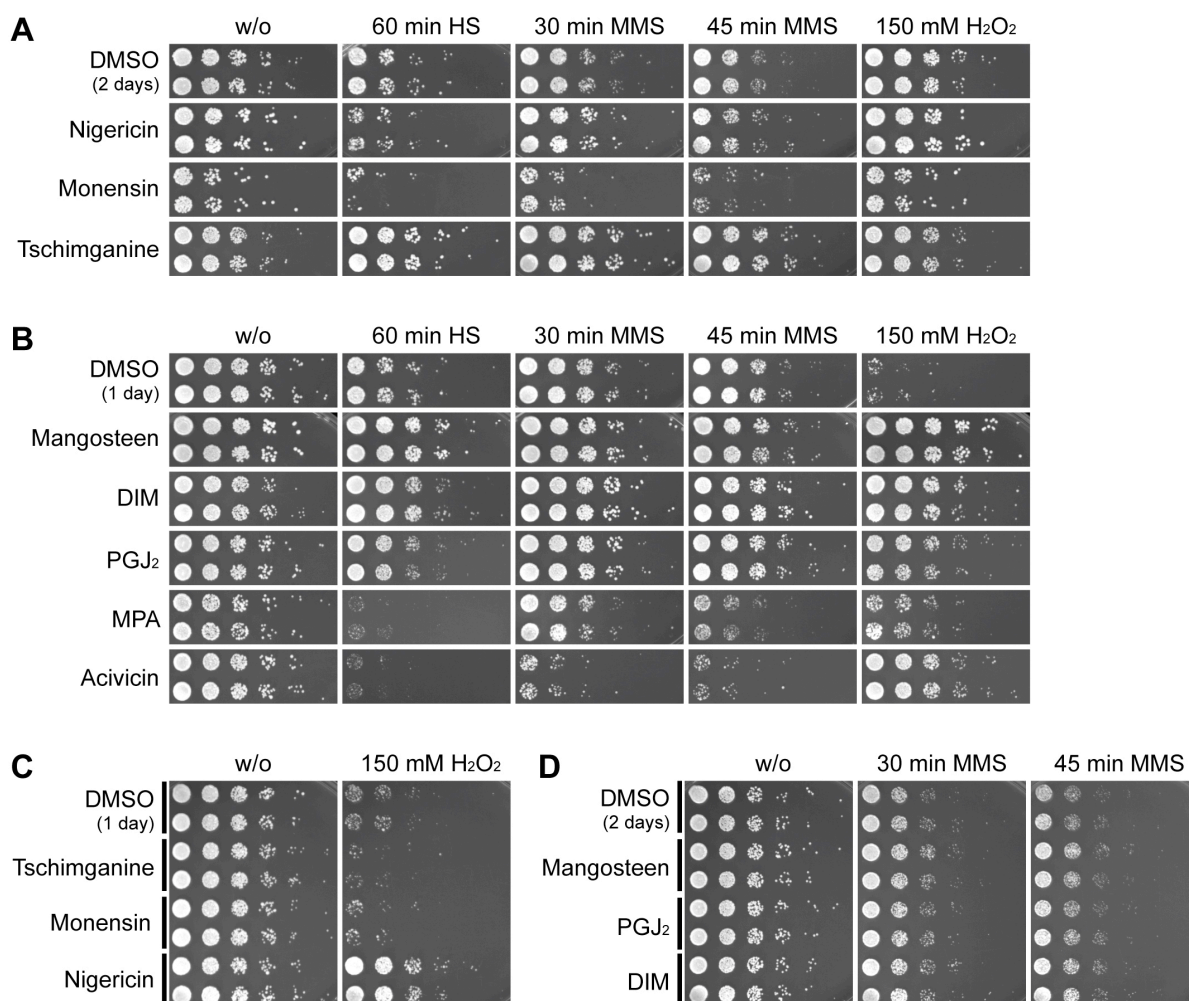 A
w/o 60 min HS 30 min MMS 45 min MMS 150 mM H₂O₂
DMSO
(2 days)
Nigericin
Monensin
Tschimganine
B
w/o 60 min HS 30 min MMS 45 min MMS 150 mM H₂O₂
DMSO
(1 day)
Mangosteen
DIM
PGJ₂
MPA
Acivicin
C
w/o 150 mM H₂O₂
DMSO
(1 day)
Tschimganine
Monensin
Nigericin
D
w/o 30 min MMS 45 min MMS
DMSO
(2 days)
Mangosteen
PGJ₂
DIM